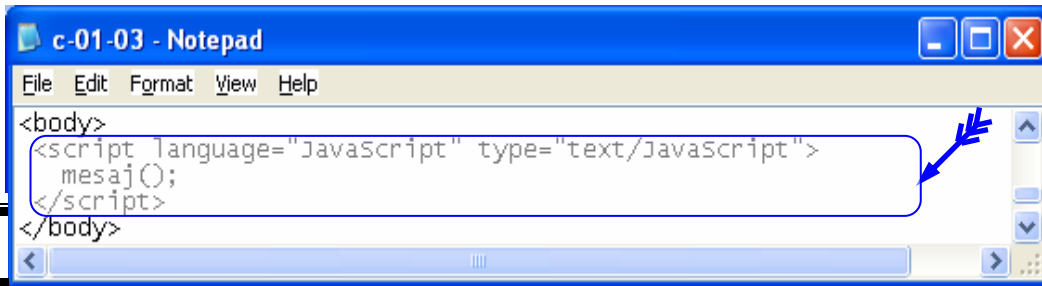 c-01-03 - Notepad
File Edit Format View Help
<body>
<script language="JavaScript" type="text/JavaScript">
mesaj();
</script>
</body>